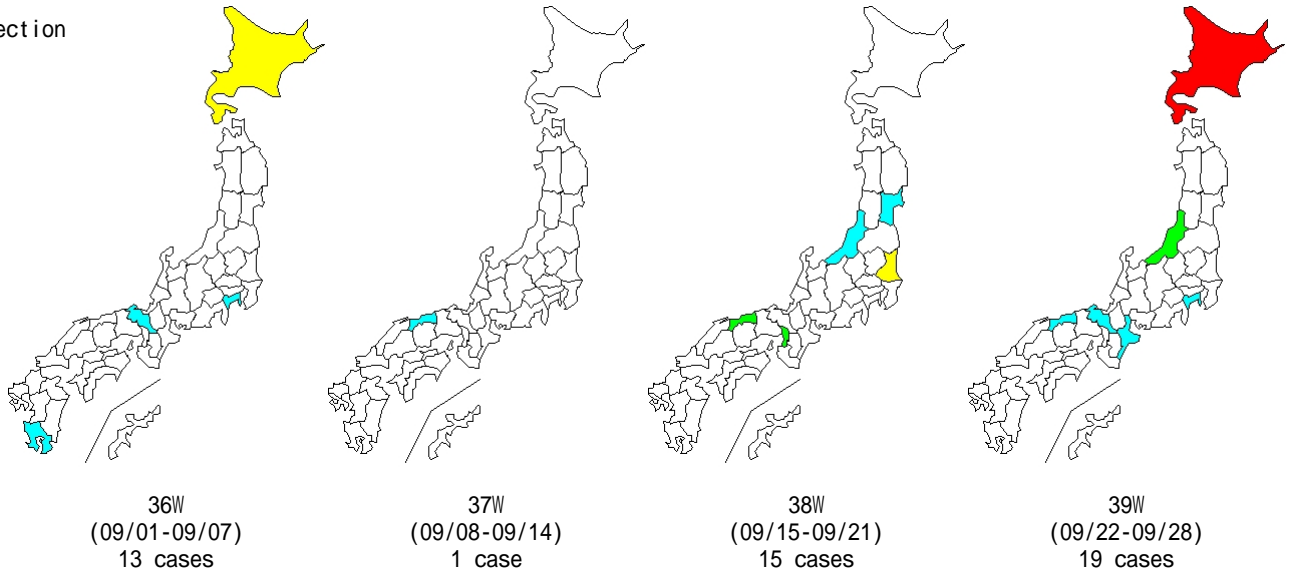 ection
36W
(09/01-09/07)
13 cases
37W
(09/08-09/14)
1 case
38W
(09/15-09/21)
15 cases
39W
(09/22-09/28)
19 cases